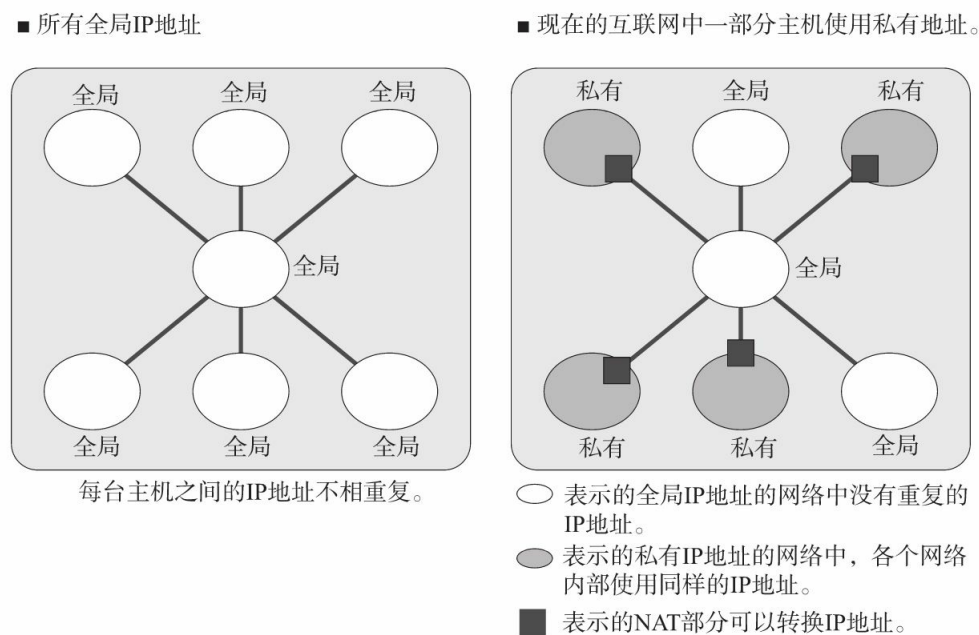 ■ 所有全局IP地址
全局
全局
全局
全局
全局
全局
全局
每台主机之间的IP地址不相重复。
■ 现在的互联网中一部分主机使用私有地址。
私有
全局
私有
全局
私有
私有
全局
表示的全局IP地址的网络中没有重复的
IP地址。
表示的私有IP地址的网络中，各个网络
内部使用同样的IP地址。
表示的NAT部分可以转换IP地址。